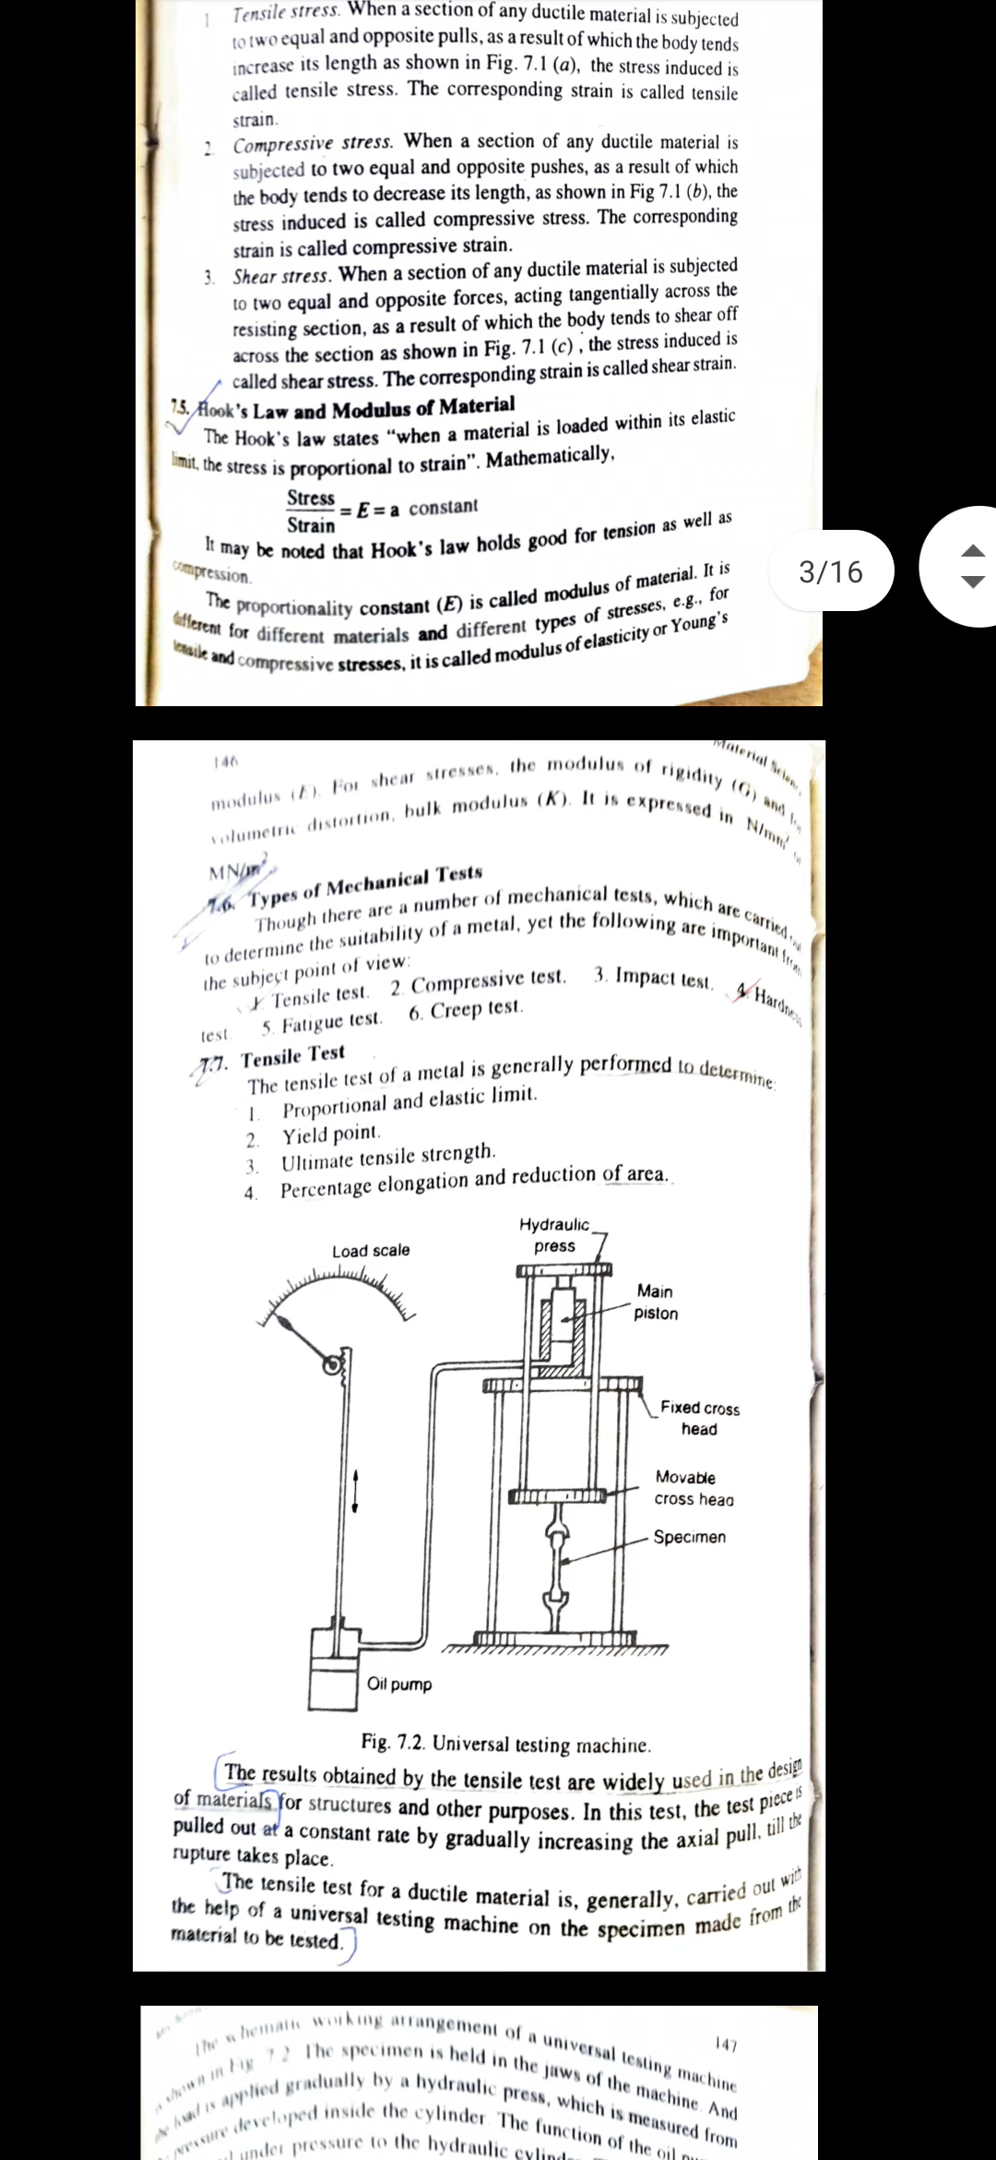 1 Tensile stress. When a section of any ductile material is subjected
to two equal and opposite pulls, as a result of which the body tends
increase its length as shown in Fig. 7.1 (a), the stress induced is
called tensile stress. The corresponding strain is called tensile
strain.
2. Compressive stress. When a section of any ductile material is
subjected to two equal and opposite pushes, as a result of which
the body tends to decrease its length, as shown in Fig 7.1 (b), the
stress induced is called compressive stress. The corresponding
strain is called compressive strain.
3. Shear stress. When a section of any ductile material is subjected
to two equal and opposite forces, acting tangentially across the
resisting section, as a result of which the body tends to shear off
across the section as shown in Fig. 7.1 (c), the stress induced is
called shear stress. The corresponding strain is called shear strain.
7.5. Hook's Law and Modulus of Material
The Hook's law states "when a material is loaded within its elastic
limit, the stress is proportional to strain". Mathematically,
Stress
= E = a constant
Strain
It may be noted that Hook's law holds good for tension as well as
compression.
The proportionality constant (E) is called modulus of material. It is
different for different materials and different types of stresses, e.g., for
tensile and compressive stresses, it is called modulus of elasticity or Young's
3/16
146
Material
modulus (E). For shear stresses, the modulus of rigidity (G) and for
volumetric distortion, bulk modulus (K). It is expressed in N/mm²
MN/m²
7.6. Types of Mechanical Tests
Though there are a number of mechanical tests, which are carried
to determine the suitability of a metal, yet the following are important from
the subject point of view:
1. Tensile test. 2. Compressive test. 3. Impact test. 4. Hardness
test. 5. Fatigue test. 6. Creep test.
7.7. Tensile Test
The tensile test of a metal is generally performed to determine:
1. Proportional and elastic limit.
2. Yield point.
3. Ultimate tensile strength.
4. Percentage elongation and reduction of area.
Hydraulic
press
Load scale
Main
piston
Fixed cross
head
Movable
cross head
Specimen
Oil pump
Fig. 7.2. Universal testing machine.
The results obtained by the tensile test are widely used in the design
of materials for structures and other purposes. In this test, the test piece is
pulled out at a constant rate by gradually increasing the axial pull, till the
rupture takes place.
The tensile test for a ductile material is, generally, carried out with
the help of a universal testing machine on the specimen made from the
material to be tested.
147
The schematic working arrangement of a universal testing machine
shown in Fig 7.2 The specimen is held in the jaws of the machine. And
the load is applied gradually by a hydraulic press, which is measured from
pressure developed inside the cylinder. The function of the oil
under pressure to the hydraulic